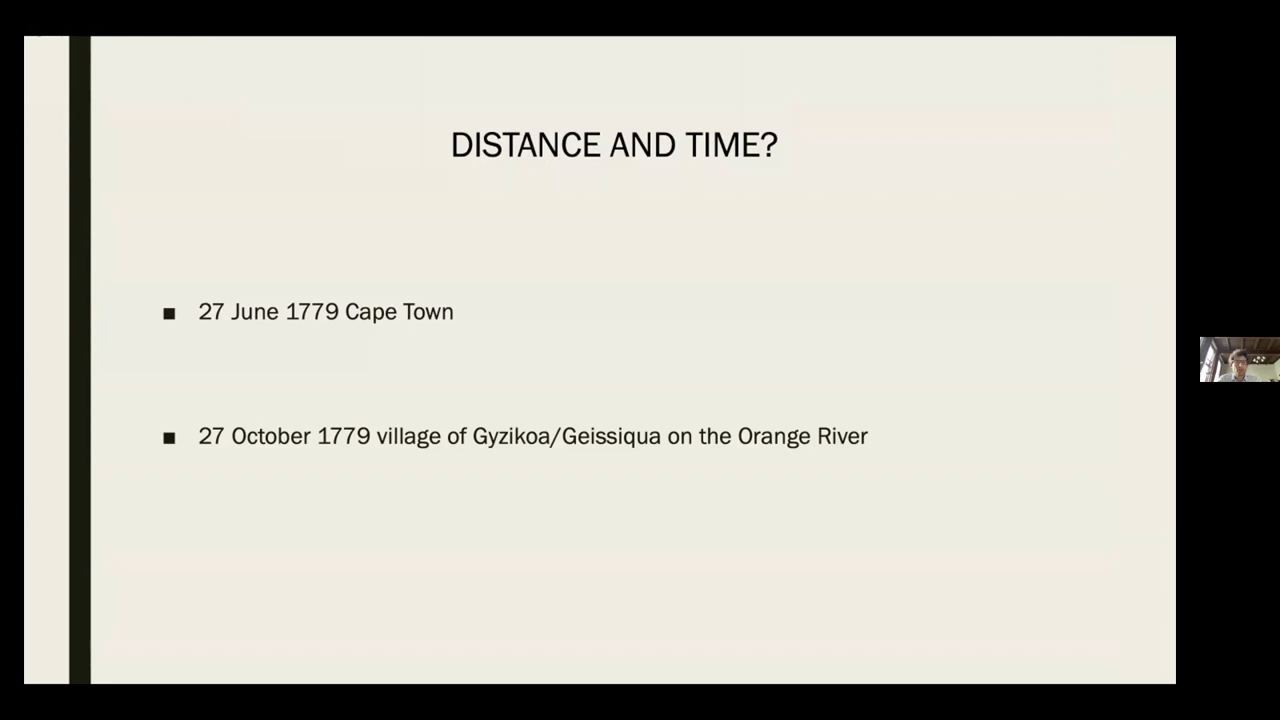 DISTANCE AND TIME?
■ 27 June 1779 Cape Town
■ 27 October 1779 village of Gyzikoa/Geissiqua on the Orange River